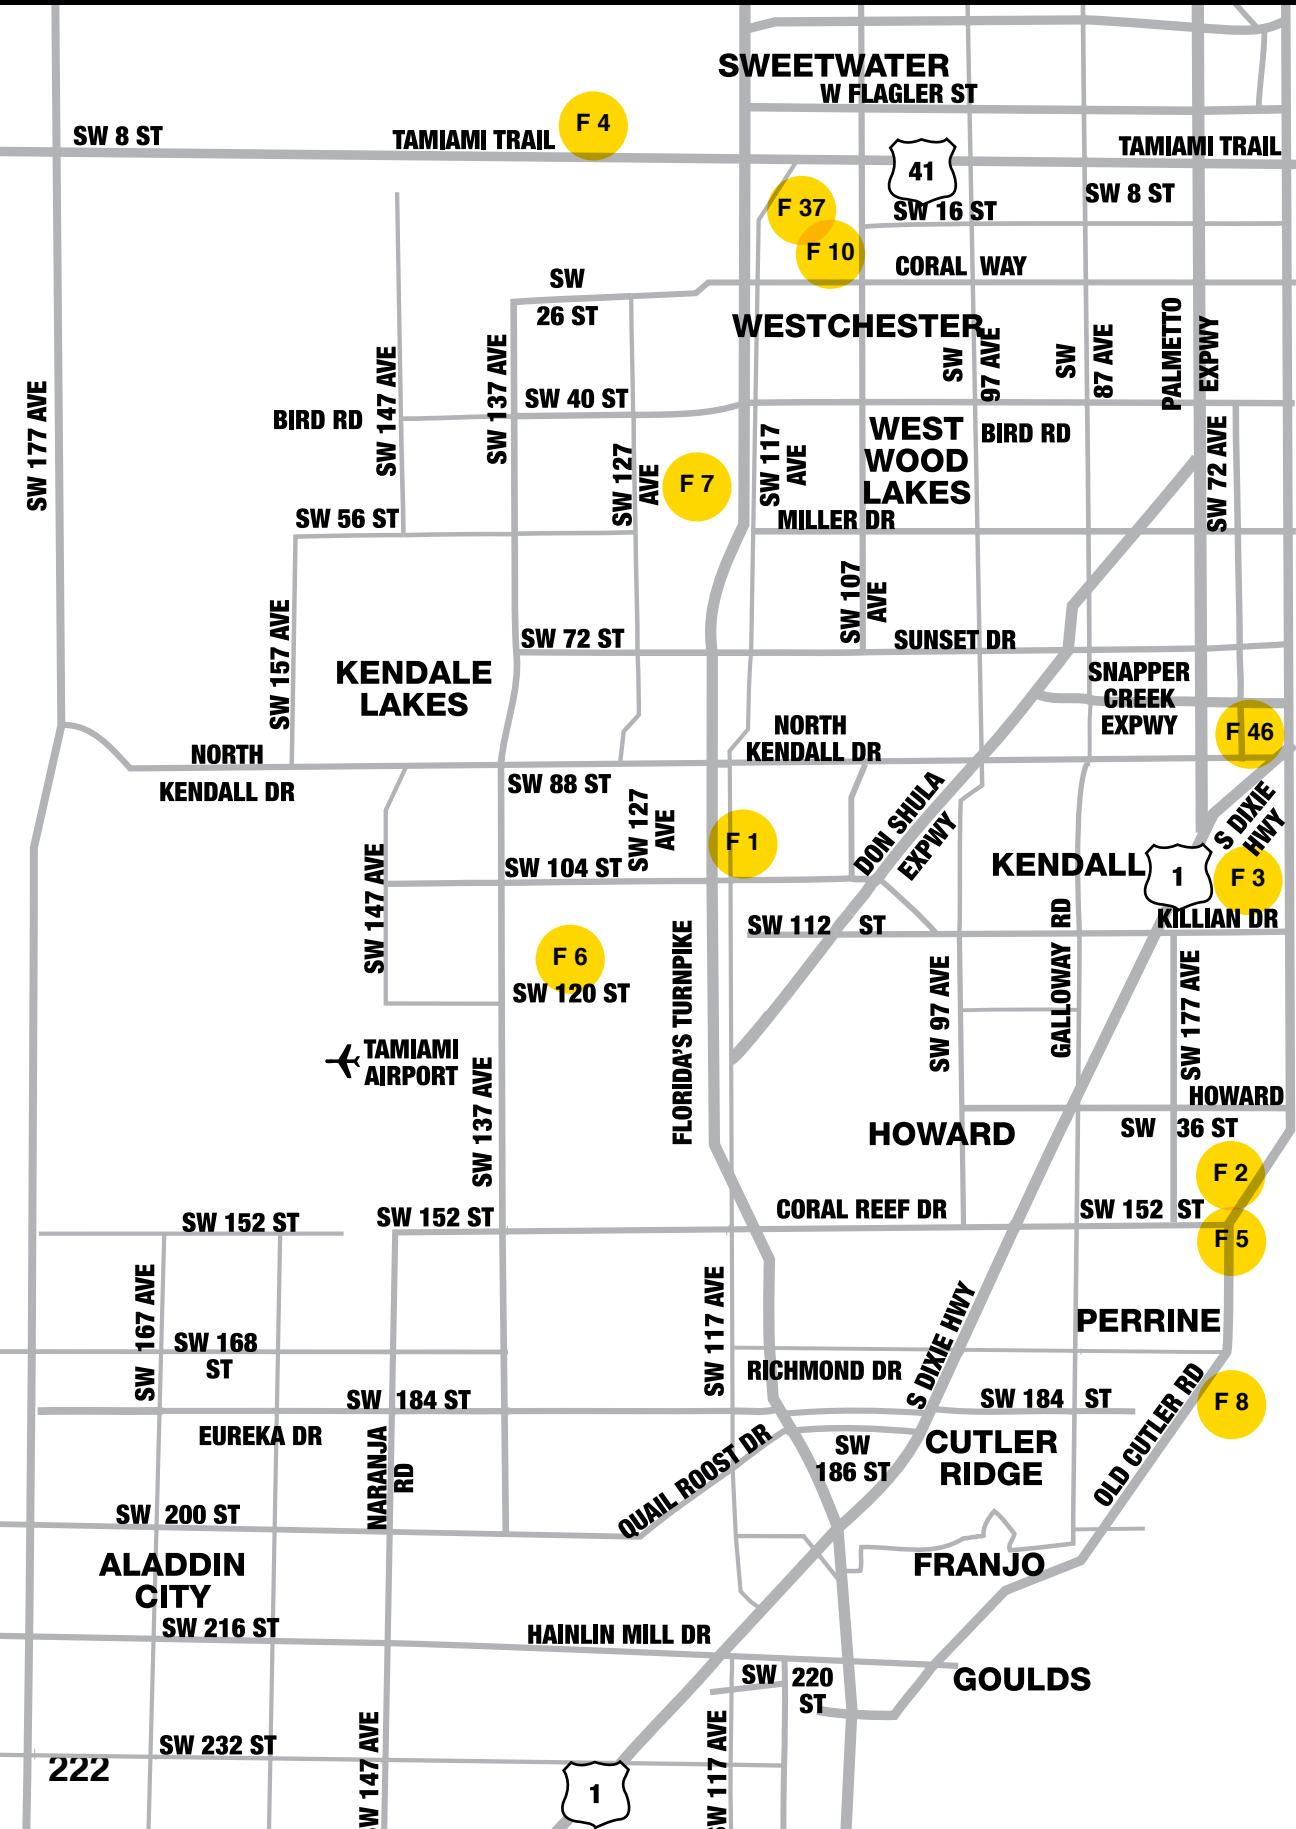 SWEETWATER
W FLAGLER ST
F 4
SW 8 ST
TAMIAMI TRAIL
TAMIAMI TRAIL
41
SW 8 ST
F 37
SW 16 ST
F 10
CORAL WAY
SW
26 ST
WESTCHESTER
PALMETTO
EXPWY
SW
97 AVE
SW
87 AVE
SW 177 AVE
SW 147 AVE
SW 137 AVE
SW 40 ST
BIRD RD
WEST
WOOD
LAKES
BIRD RD
SW 72 AVE
SW 127
AVE
F 7
SW 117
AVE
SW 56 ST
MILLER DR
SW 107
AVE
SW 157 AVE
SW 72 ST
SUNSET DR
KENDALE
LAKES
SNAPPER
CREEK
EXPWY
F 46
NORTH
KENDALL DR
NORTH
KENDALL DR
SW 88 ST
SW 127
AVE
F 1
DON SHULA
EXPWY
S DIXIE
HWY
KENDALL
1
F 3
SW 104 ST
SW 147 AVE
KILLIAN DR
SW 112 ST
GALLOWAY RD
F 6
SW 120 ST
FLORIDA'S TURNPIKE
SW 97 AVE
SW 177 AVE
TAMIAMI
AIRPORT
SW 137 AVE
HOWARD
SW 36 ST
HOWARD
F 2
SW 152 ST
SW 152 ST
CORAL REEF DR
SW 152 ST
F 5
SW 167 AVE
SW 117 AVE
S DIXIE HWY
PERRINE
SW 168
ST
RICHMOND DR
SW 184 ST
SW 184 ST
F 8
OLD CUTLER RD
EUREKA DR
NARANJA
RD
QUAIL ROOST DR
SW
186 ST
CUTLER
RIDGE
SW 200 ST
ALADDIN
CITY
FRANJO
SW 216 ST
HAINLIN MILL DR
SW 220
ST
GOULDS
SW 232 ST
222
SW 147 AVE
1
SW 117 AVE